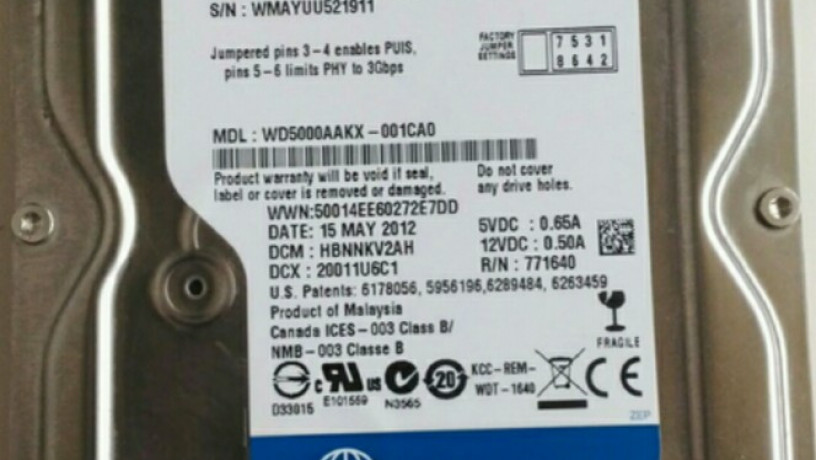 S/N : WMAYUU521911
Jumpered pins 3-4 enables PUIS,
pins 5-6 limits PHY to 3Gbps
FACTORY
JUMPER
SETTINGS
7 5 3 1
8 6 4 2
MDL : WD5000AAKX-001CA0
Product warranty will be void if seal,
label or cover is removed or damaged.
Do not cover
any drive holes.
WWN:50014EE60272E7DD
DATE: 15 MAY 2012
DCM : HBNNKV2AH
DCX : 20011U6C1
5VDC : 0.65A
12VDC : 0.50A
R/N : 771640
U.S. Patents: 6178056, 5956196,6289484, 6263459
Product of Malaysia
Canada ICES-003 Class B/
NMB-003 Classe B
FRAGILE
D33015
c RU us
E101559
N3565
20
KCC-REM-
WDT-1640
CE
ZEP